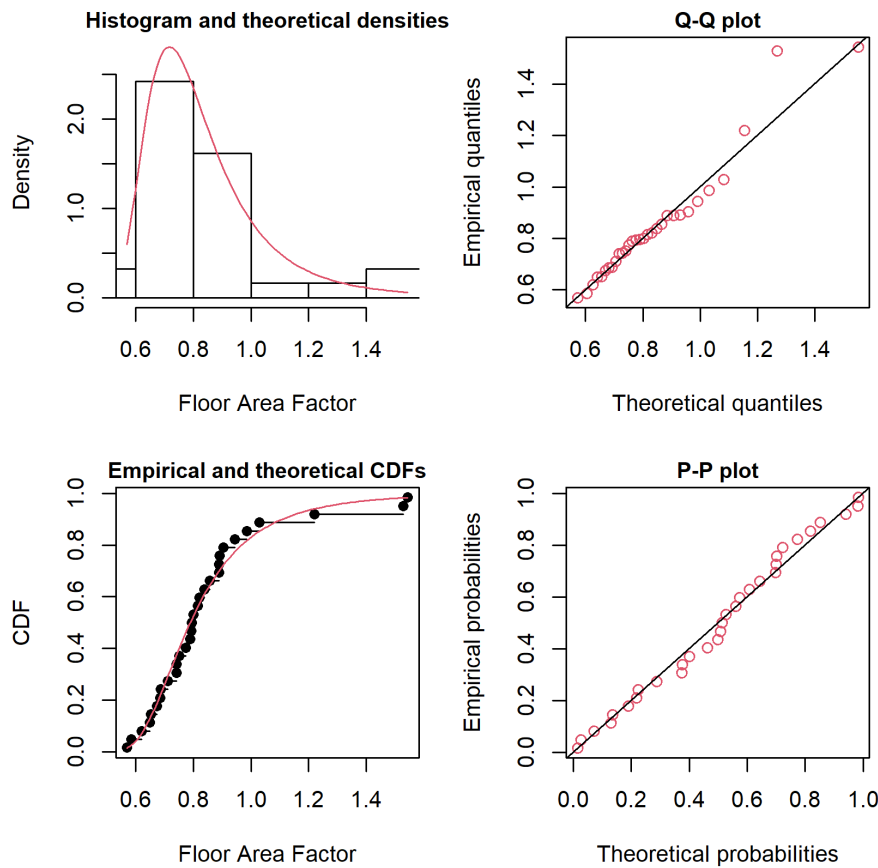 Histogram and theoretical densities
Density
0.0 1.0 2.0
0.6 0.8 1.0 1.2 1.4
Floor Area Factor
Q-Q plot
Empirical quantiles
0.6 0.8 1.0 1.2 1.4
0.6 0.8 1.0 1.2 1.4
Theoretical quantiles
Empirical and theoretical CDFs
CDF
0.0 0.2 0.4 0.6 0.8 1.0
0.6 0.8 1.0 1.2 1.4
Floor Area Factor
P-P plot
Empirical probabilities
0.0 0.2 0.4 0.6 0.8 1.0
0.0 0.2 0.4 0.6 0.8 1.0
Theoretical probabilities